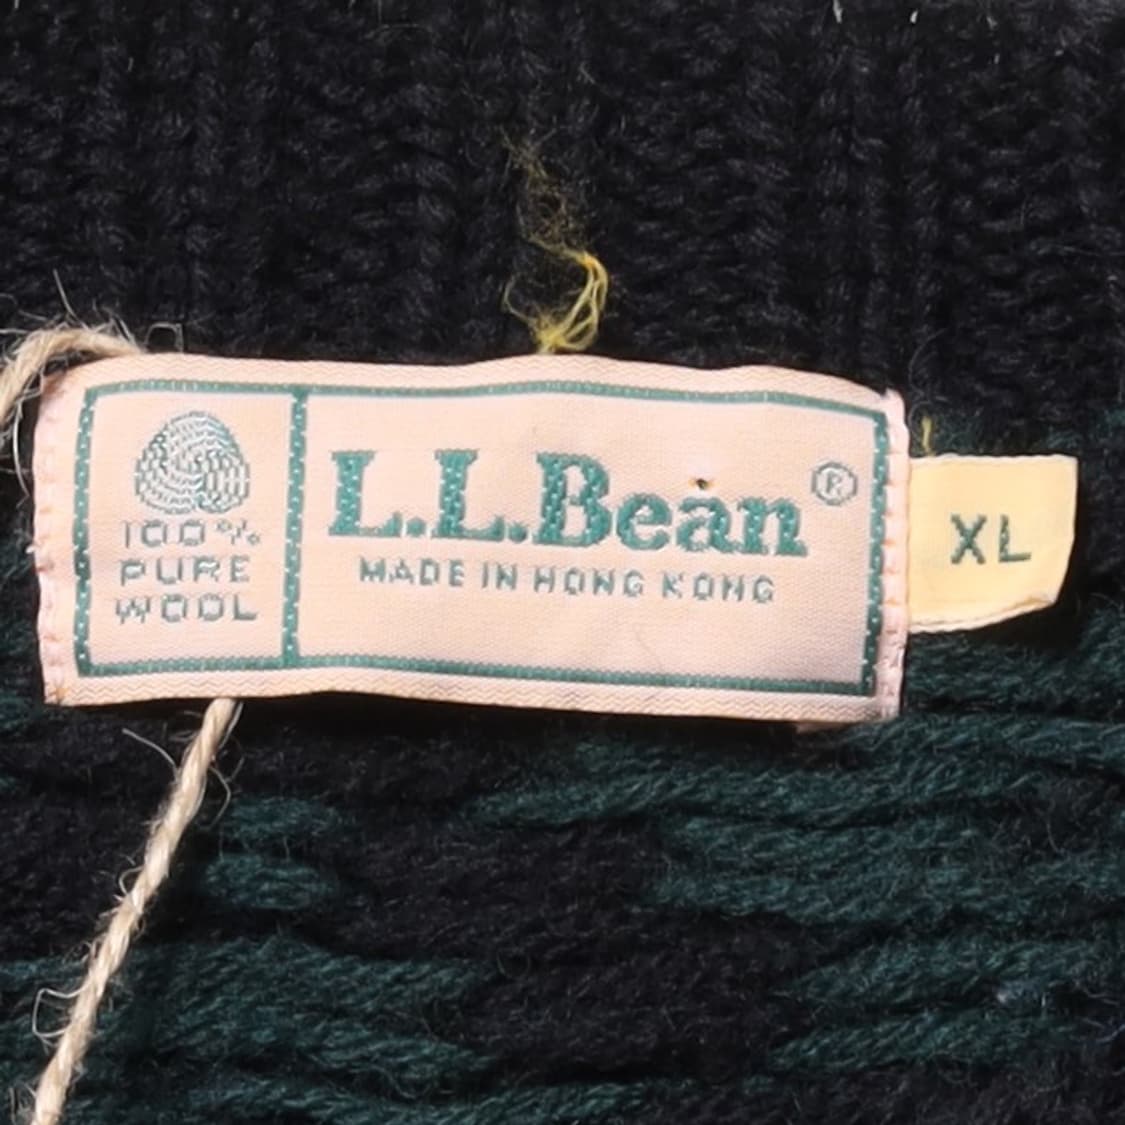 100%
PURE
WOOL
L.L.Bean®
MADE IN HONG KONG
XL